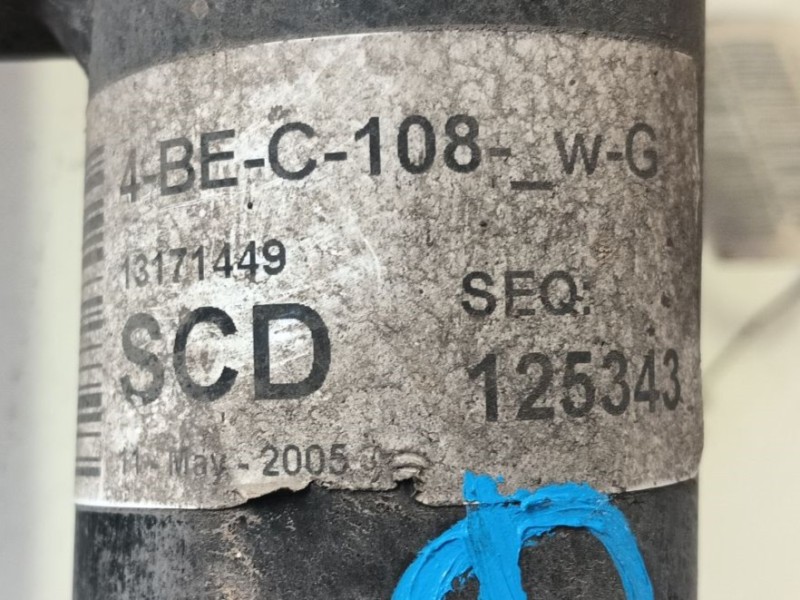 4-BE-C-108-_w-G
13171449
SEQ:
SCD
125343
11 - May - 2005